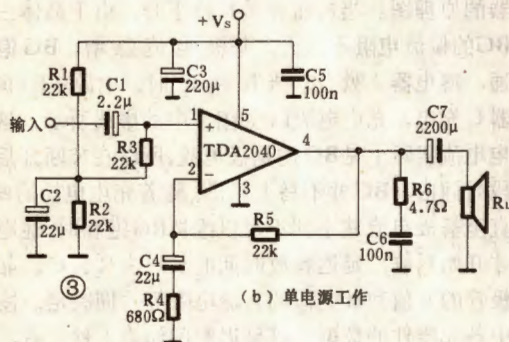 +Vs
R1
22k
C3
220μ
C5
100n
C1
2.2μ
输入
R3
22k
1
+
5
TDA2040
4
2
-
3
C7
2200μ
C2
22μ
R2
22k
R5
22k
R6
4.7Ω
RL
C4
22μ
C6
100n
R4
680Ω
③
(b) 单电源工作